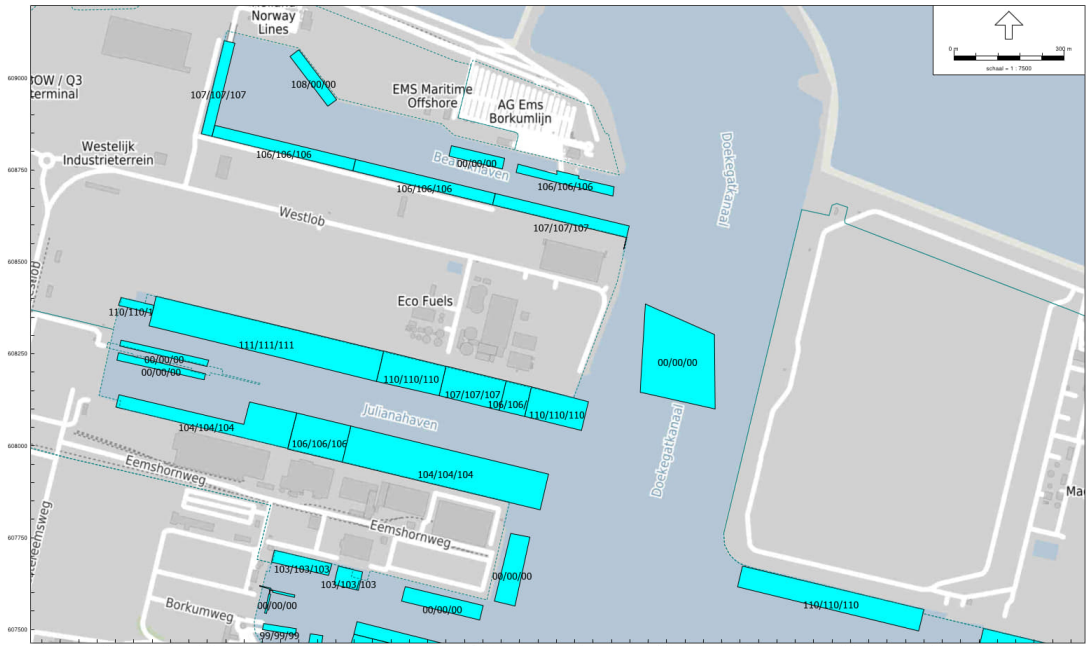 Norway
Lines
0 m
300 m
schaal = 1 : 7500
609000
OW / Q3
terminal
108/00/00
107/107/107
EMS Maritime
Offshore
AG Ems
Borkumlijn
Westelijk
Industrieterrein
106/106/106
00/00/00
106/106/106
106/106/106
107/107/107
608750
Doekegatkanaal
Westlob
608500
Eco Fuels
110/110/1
111/111/111
00/00/00
00/00/00
00/00/00
608250
110/110/110
107/107/107
106/106/
110/110/110
Julianahaven
104/104/104
106/106/106
104/104/104
608000
Doekegatkanaal
Eemshornweg
Eemshornweg
607750
103/103/103
103/103/103
00/00/00
00/00/00
00/00/00
110/110/110
Borkumweg
99/99/99
607500